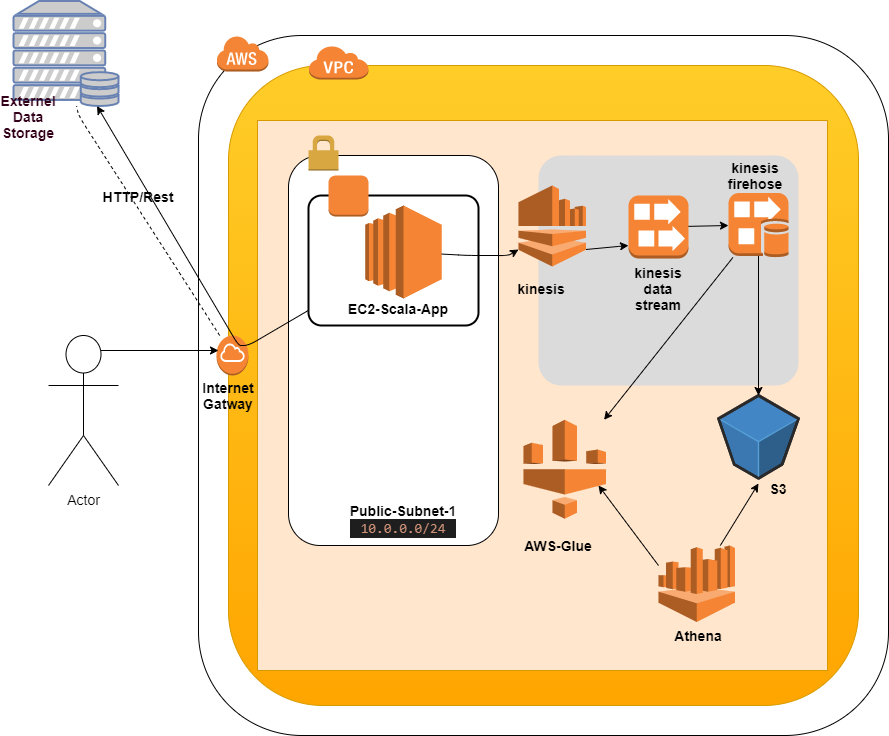 AWS
VPC
Externel
Data
Storage
HTTP/Rest
kinesis
firehose
kinesis
kinesis
data
stream
EC2-Scala-App
Internet
Gatway
Actor
S3
Public-Subnet-1
10.0.0.0/24
AWS-Glue
Athena